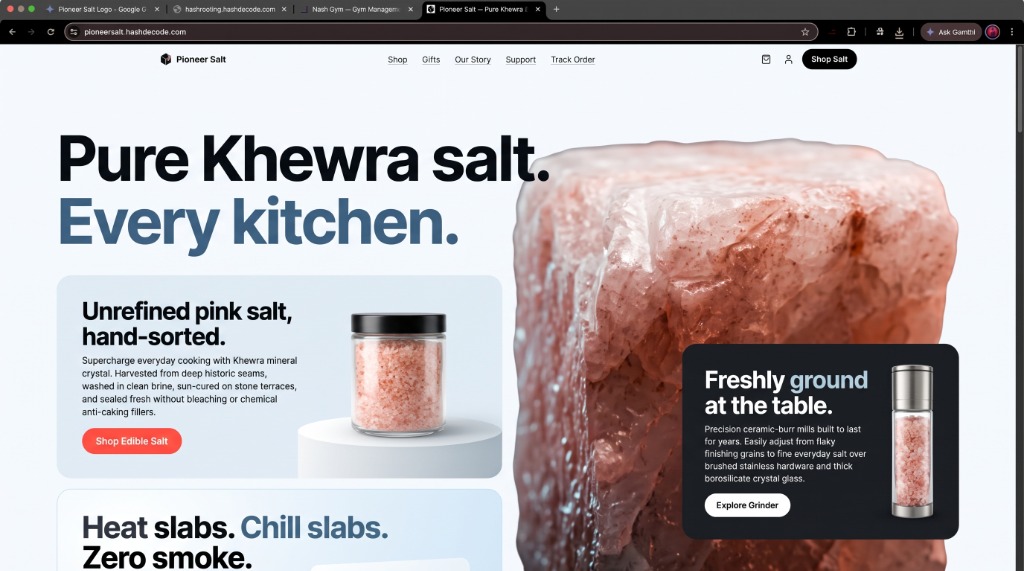 Pioneer Salt Logo - Google G
hashrooting.hashdecode.com
Nash Gym — Gym Manageme
Pioneer Salt — Pure Khewra
pioneersalt.hashdecode.com
Ask Gemini
Pioneer Salt
Shop
Gifts
Our Story
Support
Track Order
Shop Salt
Pure Khewra salt.
Every kitchen.
Unrefined pink salt,
hand-sorted.
Supercharge everyday cooking with Khewra mineral
crystal. Harvested from deep historic seams,
washed in clean brine, sun-cured on stone terraces,
and sealed fresh without bleaching or chemical
anti-caking fillers.
Shop Edible Salt
Freshly ground
at the table.
Precision ceramic-burr mills built to last
for years. Easily adjust from flaky
finishing grains to fine everyday salt over
brushed stainless hardware and thick
borosilicate crystal glass.
Explore Grinder
Heat slabs. Chill slabs.
Zero smoke.